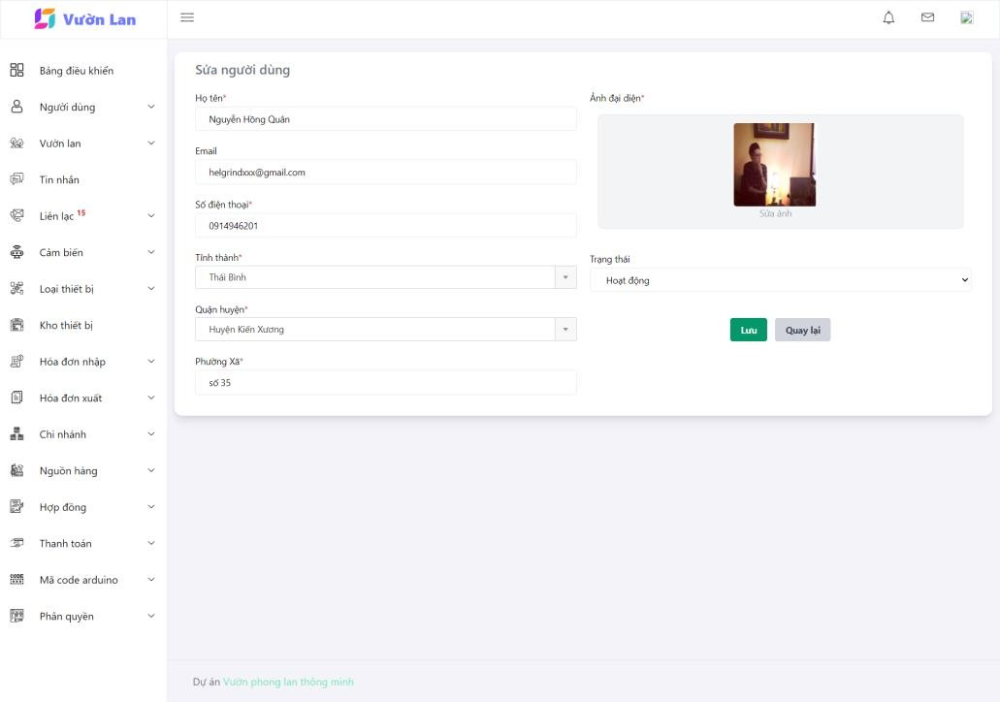 Vườn Lan
Bảng điều khiển
Người dùng
Vườn lan
Tin nhắn
Liên lạc 15
Cảm biến
Loại thiết bị
Kho thiết bị
Hóa đơn nhập
Hóa đơn xuất
Chi nhánh
Nguồn hàng
Hợp đồng
Thanh toán
Mã code arduino
Phân quyền
Sửa người dùng
Họ tên*
Nguyễn Hồng Quân
Email
helgrindxxx@gmail.com
Số điện thoại*
0914946201
Tỉnh thành*
Thái Bình
Quận huyện*
Huyện Kiến Xương
Phường Xã*
số 35
Ảnh đại diện*
Sửa ảnh
Trạng thái
Hoạt động
Lưu
Quay lại
Dự án Vườn phong lan thông minh